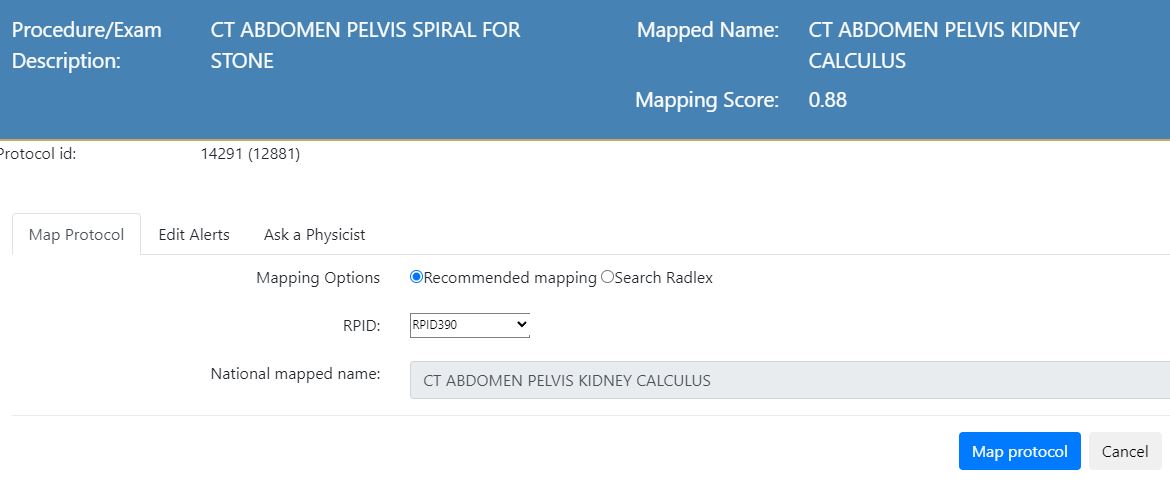 Procedure/Exam Description: CT ABDOMEN PELVIS SPIRAL FOR STONE
Mapped Name: CT ABDOMEN PELVIS KIDNEY CALCULUS
Mapping Score: 0.88
Protocol id: 14291 (12881)
Map Protocol Edit Alerts Ask a Physicist
Mapping Options Recommended mapping Search Radlex
RPID: RPID390
National mapped name: CT ABDOMEN PELVIS KIDNEY CALCULUS
Map protocol Cancel